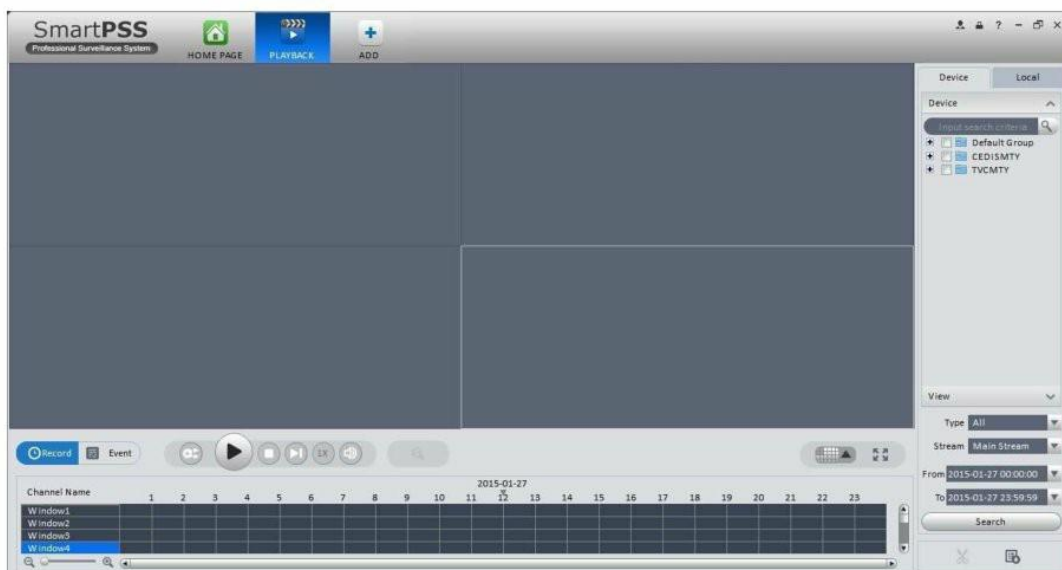 SmartPSS
Professional Surveillance System
HOME PAGE
PLAYBACK
ADD
?
Device
Local
Device
Input search criteria
Default Group
CEDISMTY
TVCMTY
View
Type All
Stream Main Stream
From 2015-01-27 00:00:00
To 2015-01-27 23:59:59
Search
Record
Event
1X
2015-01-27
Channel Name
1 2 3 4 5 6 7 8 9 10 11 12 13 14 15 16 17 18 19 20 21 22 23
Window1
Window2
Window3
Window4